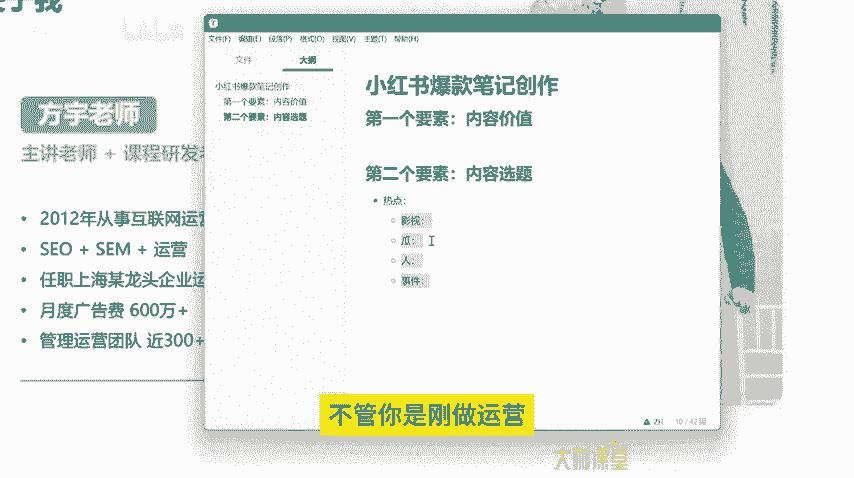 方宇老师
主讲老师 + 课程研发
2012年从事互联网运营
SEO + SEM + 运营
任职上海某龙头企业运
月度广告费 600万+
管理运营团队 近300+
文件(F) 编辑(E) 段落(P) 格式(O) 视图(V) 主题(T) 帮助(H)
文件 大纲
小红书爆款笔记创作
第一个要素：内容价值
第二个要素：内容选题
小红书爆款笔记创作
第一个要素：内容价值
第二个要素：内容选题
热点：
影视：
瓜：
人：
事件：
10 / 42 词
不管你是刚做运营